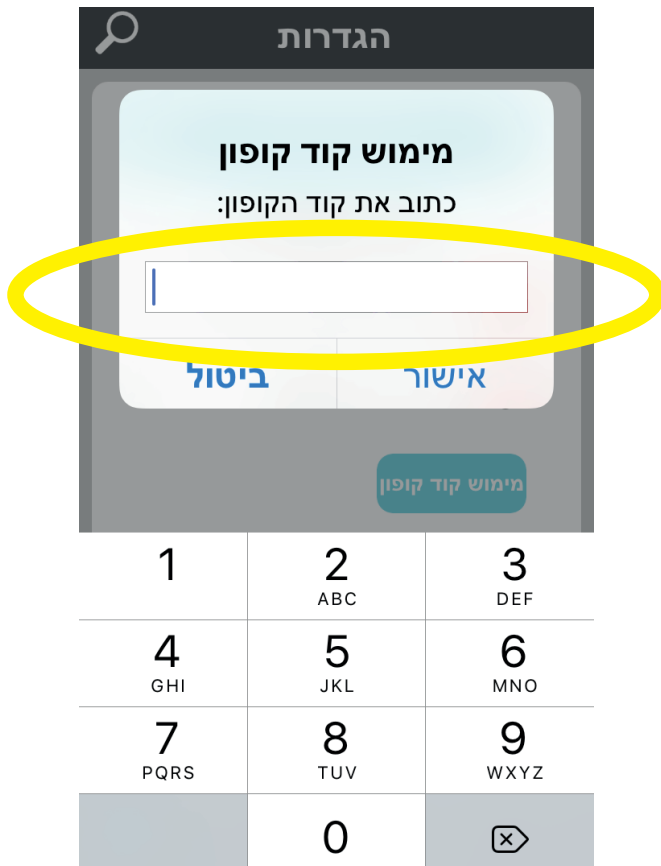 הגדרות
מימוש קוד קופון
כתוב את קוד הקופון:
אישור ביטול
מימוש קוד קופון
1 2 3
ABC DEF
4 5 6
GHI JKL MNO
7 8 9
PQRS TUV WXYZ
0